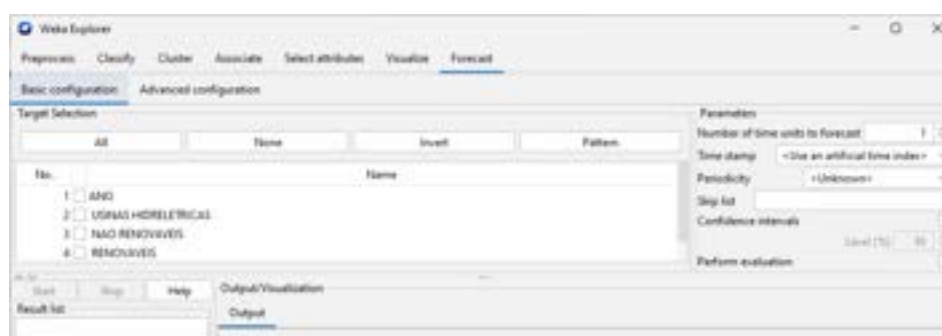 Weka Explorer
Preprocess Classify Cluster Associate Select attributes Visualize Forecast
Basic configuration Advanced configuration
Target Selection
All None Invert Pattern
No. Name
1 ANO
2 USINAS HIDRELETRICAS
3 NAO RENOVAVEIS
4 RENOVAVEIS
Parameters
Number of time units to forecast 1
Time stamp <Use an artificial time index>
Periodicity <Unknown>
Skip list
Confidence intervals
Level (%) 95
Perform evaluation
Start Stop Help
Result list
Output/Visualization
Output